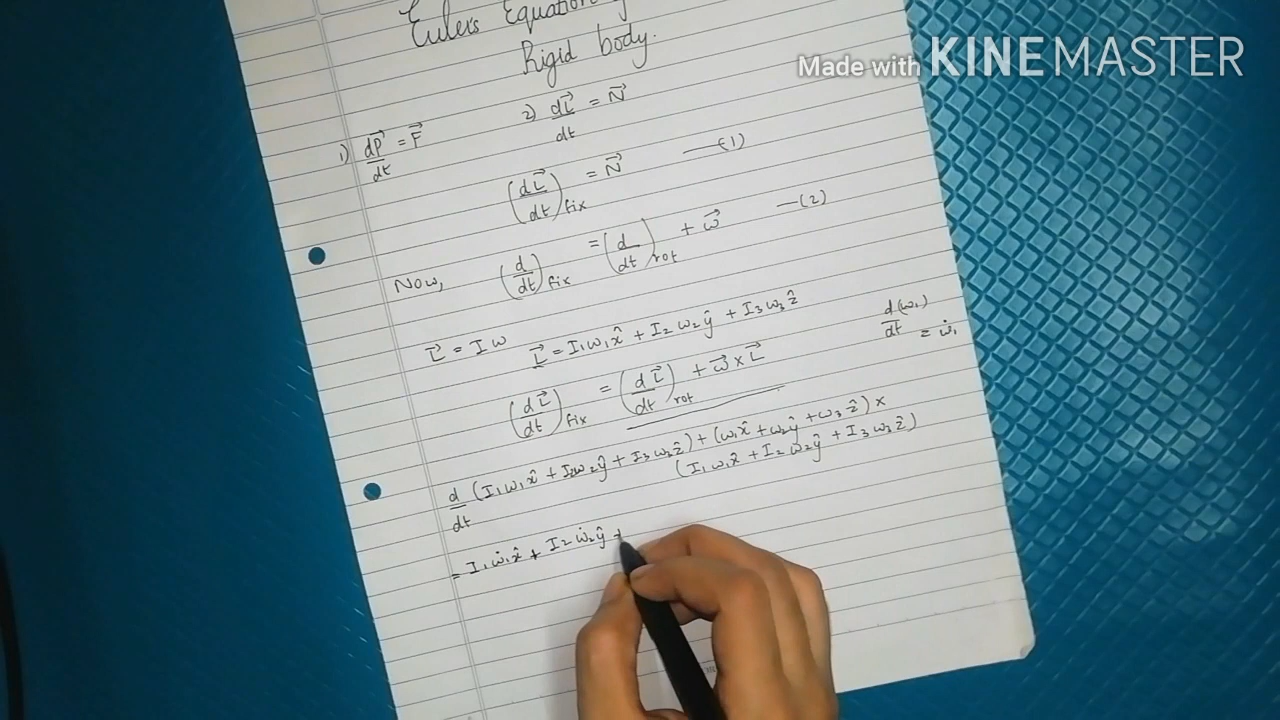 Made with KINEMASTER
Euler's Equation
Rigid body.
1) dP⃗/dt = F⃗ 2) dL⃗/dt = N⃗
(dL⃗/dt)fix = N⃗ —(1)
Now, (d/dt)fix = (d/dt)rot + ω⃗ —(2)
L⃗ = Iω L⃗ = I₁ω₁x̂ + I₂ω₂ŷ + I₃ω₃ẑ
d(ω₁)/dt = ω̇₁
(dL⃗/dt)fix = (dL⃗/dt)rot + ω⃗ × L⃗
d/dt (I₁ω₁x̂ + I₂ω₂ŷ + I₃ω₃ẑ) + (ω₁x̂ + ω₂ŷ + ω₃ẑ) ×
(I₁ω₁x̂ + I₂ω₂ŷ + I₃ω₃ẑ)
= I₁ω̇₁x̂ + I₂ω̇₂ŷ +